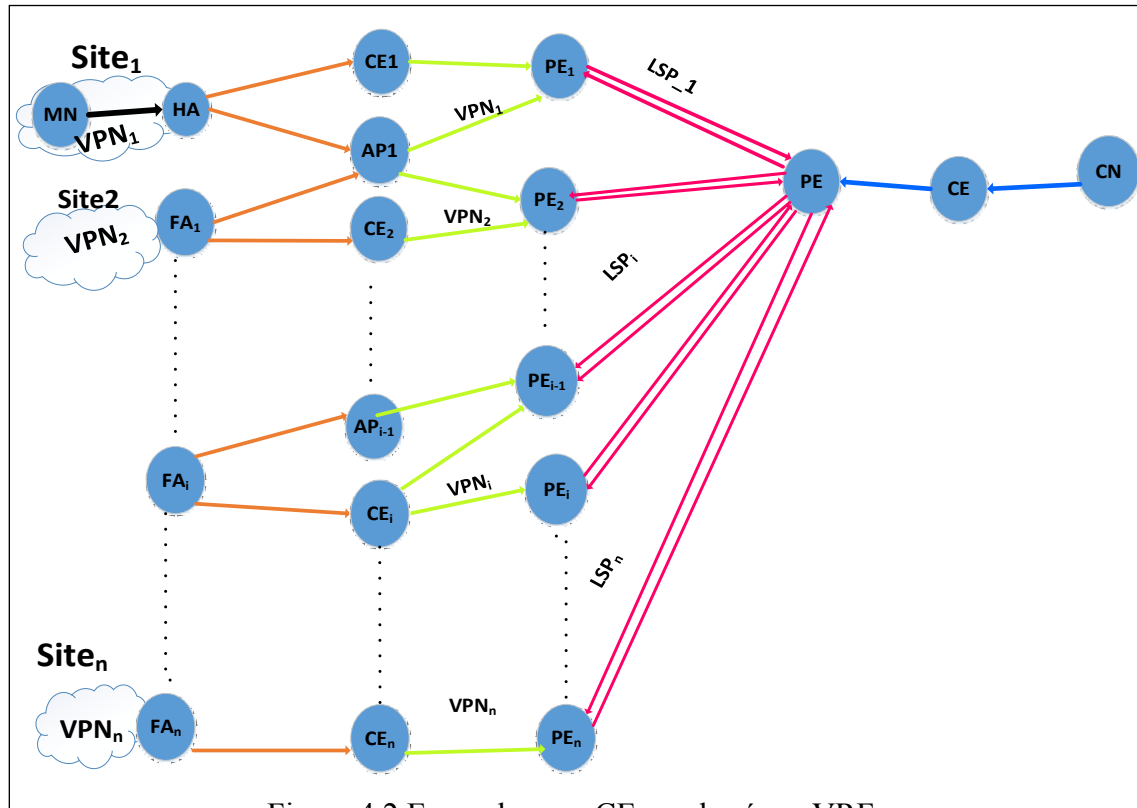 Site₁
MN
VPN₁
HA
CE1
PE₁
LSP_1
VPN₁
AP1
PE
CE
CN
Site2
VPN₂
FA₁
CE₂
VPN₂
PE₂
LSPᵢ
PEᵢ₋₁
APᵢ₋₁
FAᵢ
CEᵢ
VPNᵢ
PEᵢ
LSPₙ
Siteₙ
VPNₙ
FAₙ
CEₙ
VPNₙ
PEₙ